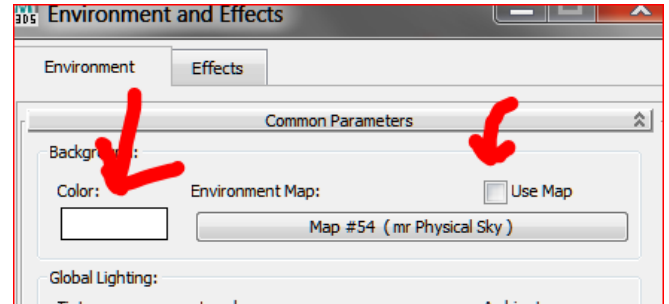 3DS Environment and Effects
Environment Effects
Common Parameters
Background:
Color: Environment Map: Use Map
Map #54 ( mr Physical Sky )
Global Lighting: